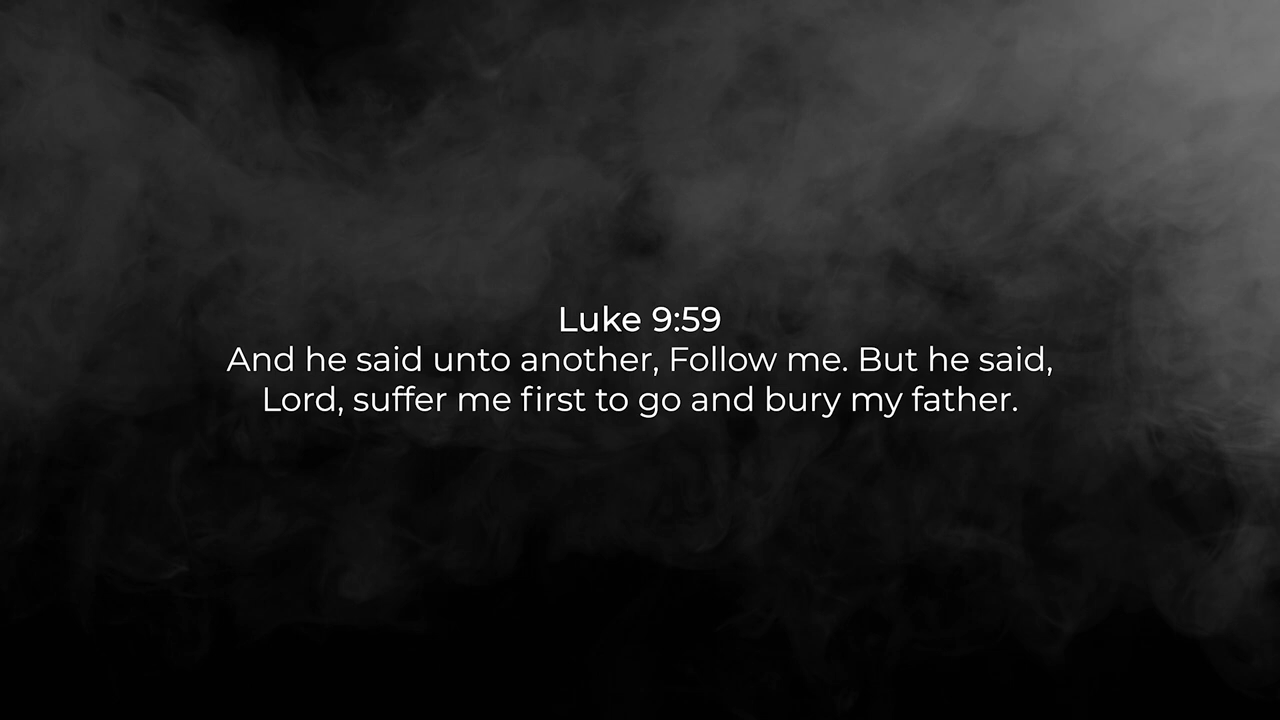 Luke 9:59
And he said unto another, Follow me. But he said,
Lord, suffer me first to go and bury my father.